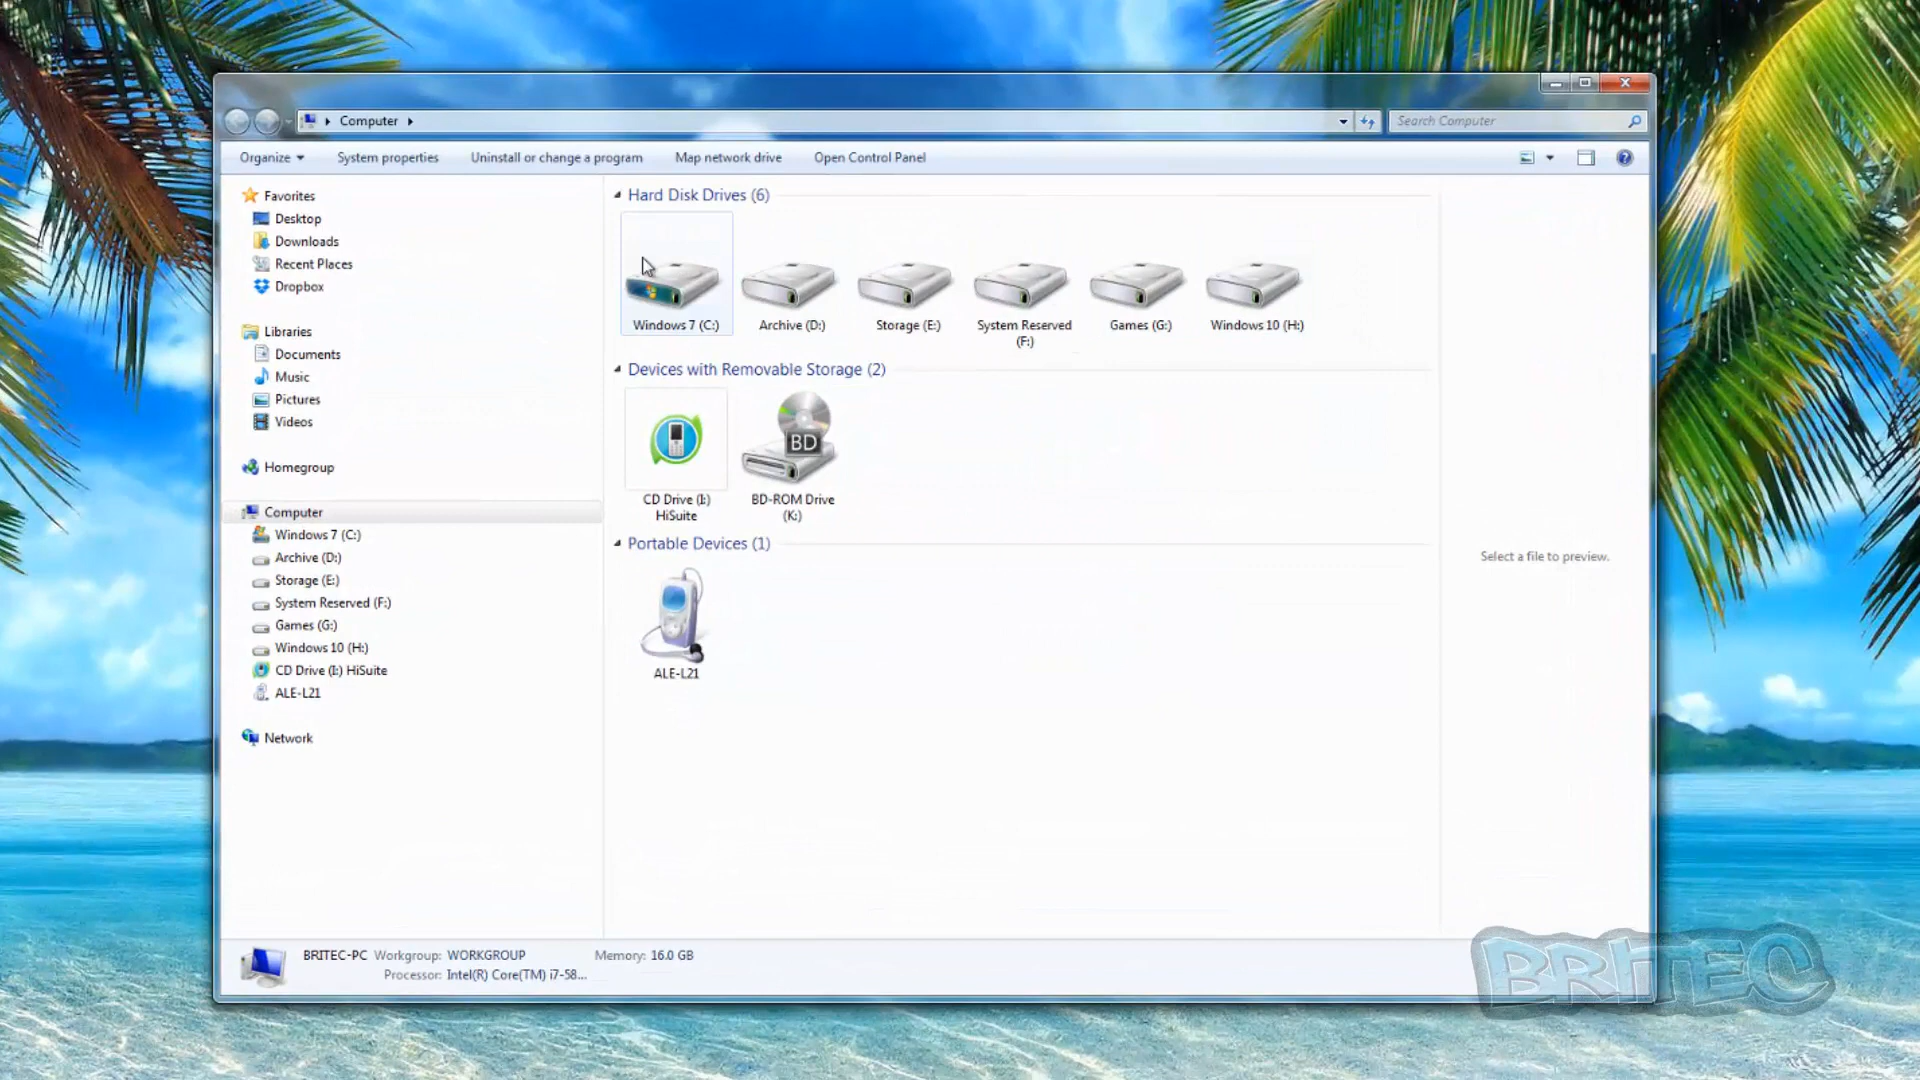 Computer
Search Computer
Organize
System properties
Uninstall or change a program
Map network drive
Open Control Panel
Favorites
Desktop
Downloads
Recent Places
Dropbox
Libraries
Documents
Music
Pictures
Videos
Homegroup
Computer
Windows 7 (C:)
Archive (D:)
Storage (E:)
System Reserved (F:)
Games (G:)
Windows 10 (H:)
CD Drive (I:) HiSuite
ALE-L21
Network
Hard Disk Drives (6)
Windows 7 (C:)
Archive (D:)
Storage (E:)
System Reserved
(F:)
Games (G:)
Windows 10 (H:)
Devices with Removable Storage (2)
CD Drive (I:)
HiSuite
BD
BD-ROM Drive
(K:)
Portable Devices (1)
ALE-L21
Select a file to preview.
BRITEC-PC Workgroup: WORKGROUP Memory: 16.0 GB
Processor: Intel(R) Core(TM) i7-58...
BRITEC